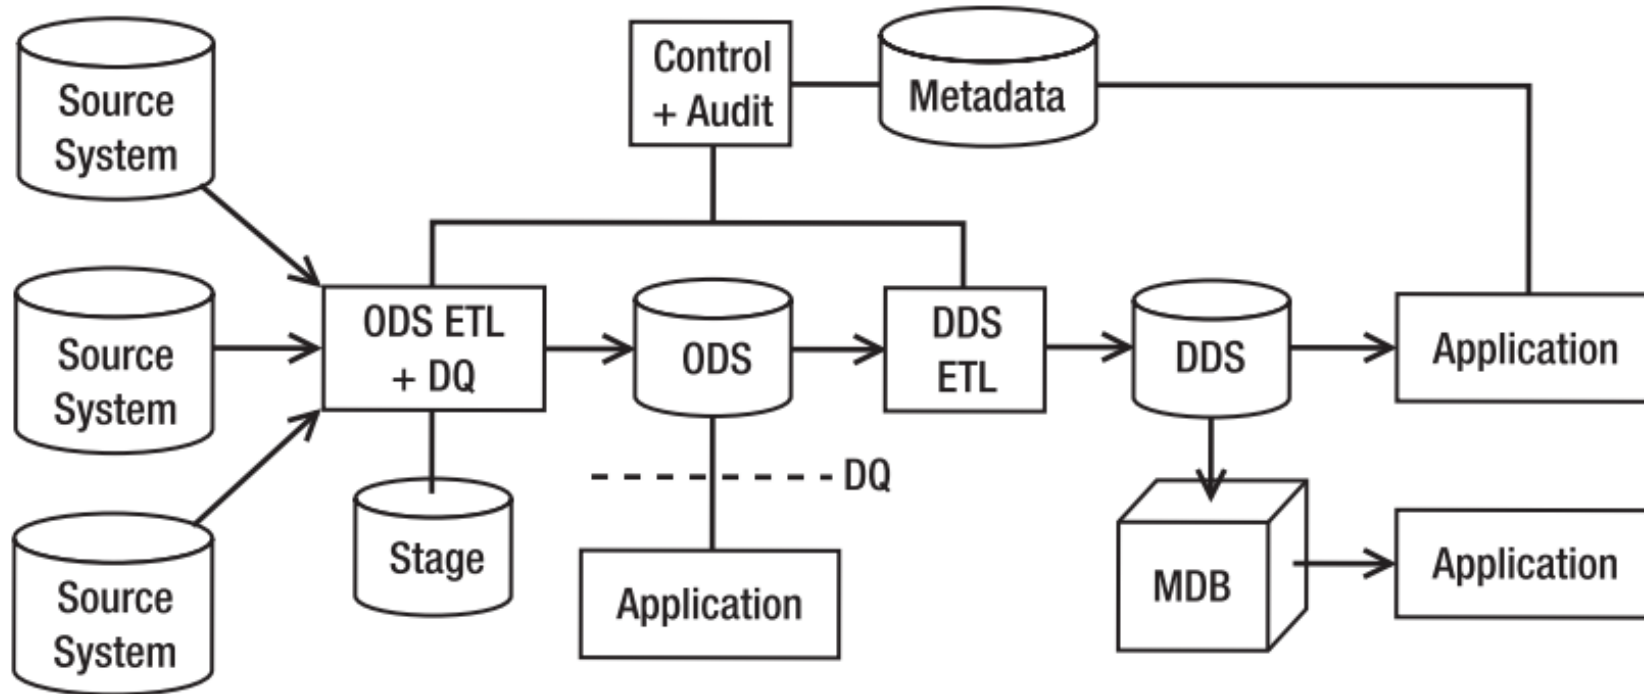 Source
System
Control
+ Audit
Metadata
Source
System
ODS ETL
+ DQ
ODS
DDS
ETL
DDS
Application
DQ
Stage
Application
MDB
Application
Source
System